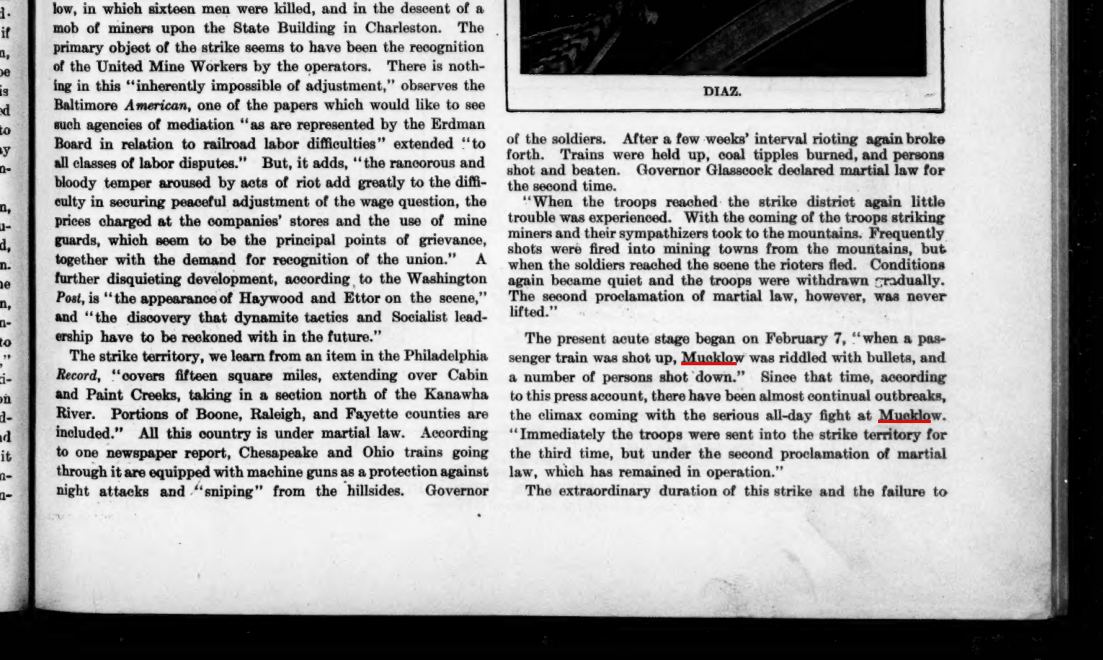 low, in which sixteen men were killed, and in the descent of a
mob of miners upon the State Building in Charleston. The
primary object of the strike seems to have been the recognition
of the United Mine Workers by the operators. There is noth-
ing in this "inherently impossible of adjustment," observes the
Baltimore American, one of the papers which would like to see
such agencies of mediation "as are represented by the Erdman
Board in relation to railroad labor difficulties" extended "to
all classes of labor disputes." But, it adds, "the rancorous and
bloody temper aroused by acts of riot add greatly to the diffi-
culty in securing peaceful adjustment of the wage question, the
prices charged at the companies' stores and the use of mine
guards, which seem to be the principal points of grievance,
together with the demand for recognition of the union." A
further disquieting development, according to the Washington
Post, is "the appearance of Haywood and Ettor on the scene,"
and "the discovery that dynamite tactics and Socialist lead-
ership have to be reckoned with in the future."
The strike territory, we learn from an item in the Philadelphia
Record, "covers fifteen square miles, extending over Cabin
and Paint Creeks, taking in a section north of the Kanawha
River. Portions of Boone, Raleigh, and Fayette counties are
included." All this country is under martial law. According
to one newspaper report, Chesapeake and Ohio trains going
through it are equipped with machine guns as a protection against
night attacks and "sniping" from the hillsides. Governor
DIAZ.
of the soldiers. After a few weeks' interval rioting again broke
forth. Trains were held up, coal tipples burned, and persons
shot and beaten. Governor Glasscock declared martial law for
the second time.
"When the troops reached the strike district again little
trouble was experienced. With the coming of the troops striking
miners and their sympathizers took to the mountains. Frequently
shots were fired into mining towns from the mountains, but
when the soldiers reached the scene the rioters fled. Conditions
again became quiet and the troops were withdrawn gradually.
The second proclamation of martial law, however, was never
lifted."
The present acute stage began on February 7, "when a pas-
senger train was shot up, Mucklow was riddled with bullets, and
a number of persons shot down." Since that time, according
to this press account, there have been almost continual outbreaks,
the climax coming with the serious all-day fight at Mucklow.
"Immediately the troops were sent into the strike territory for
the third time, but under the second proclamation of martial
law, which has remained in operation."
The extraordinary duration of this strike and the failure to